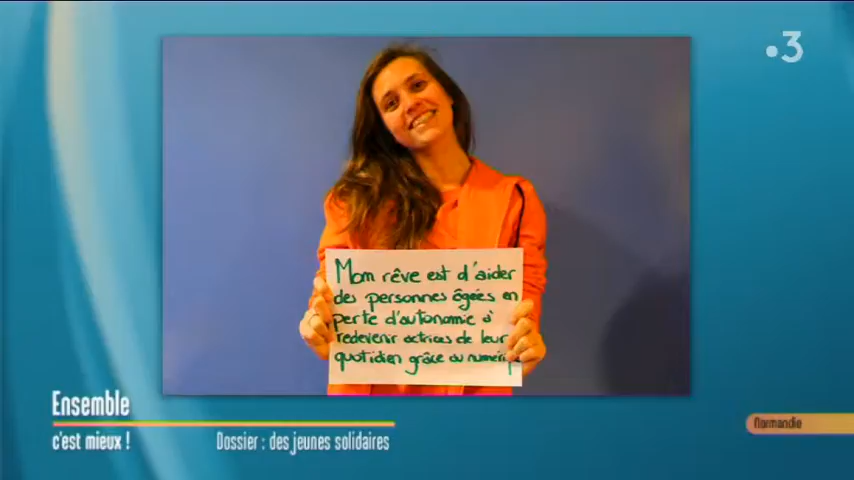 3
Mon rêve est d'aider
des personnes âgées en
perte d'autonomie à
redevenir actrices de leur
quotidien grâce au numériq
Ensemble
c'est mieux !
Dossier : des jeunes solidaires
Normandie